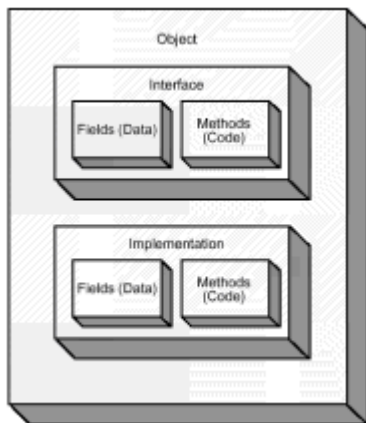 Object
Interface
Fields (Data)
Methods
(Code)
Implementation
Fields (Data)
Methods
(Code)